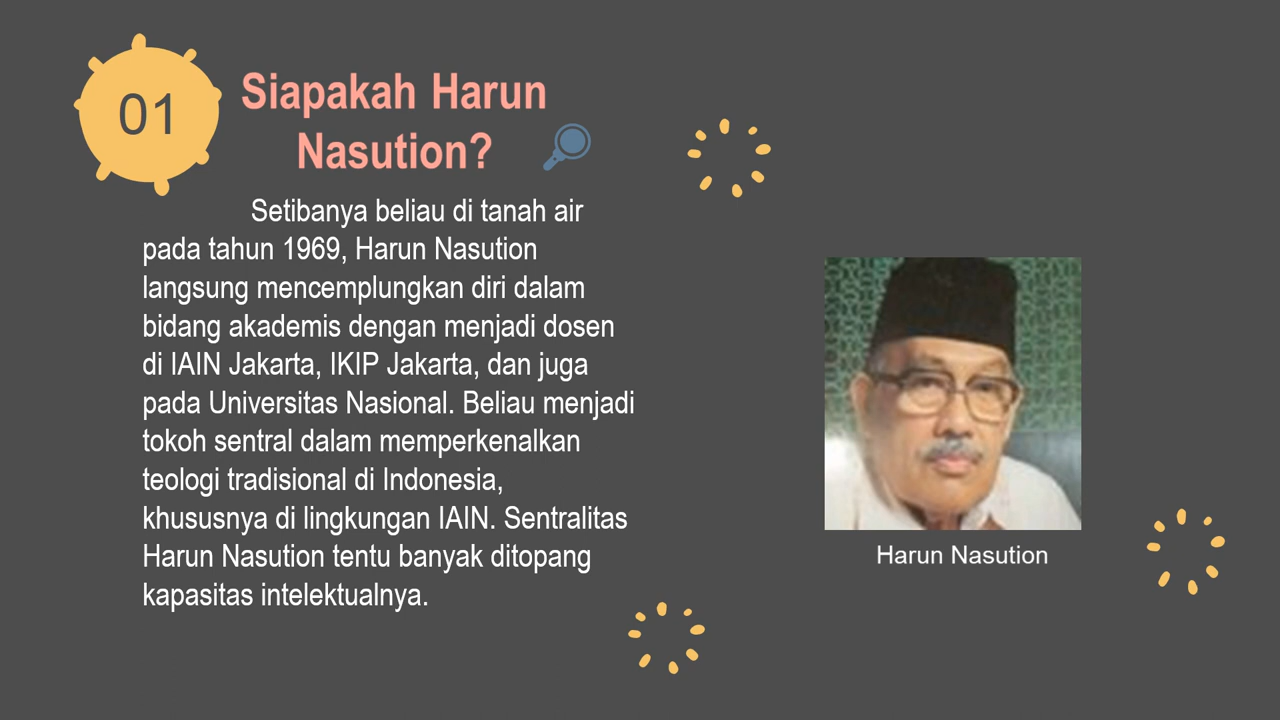 01
Siapakah Harun
Nasution?
Setibanya beliau di tanah air
pada tahun 1969, Harun Nasution
langsung mencemplungkan diri dalam
bidang akademis dengan menjadi dosen
di IAIN Jakarta, IKIP Jakarta, dan juga
pada Universitas Nasional. Beliau menjadi
tokoh sentral dalam memperkenalkan
teologi tradisional di Indonesia,
khususnya di lingkungan IAIN. Sentralitas
Harun Nasution tentu banyak ditopang
kapasitas intelektualnya.
Harun Nasution